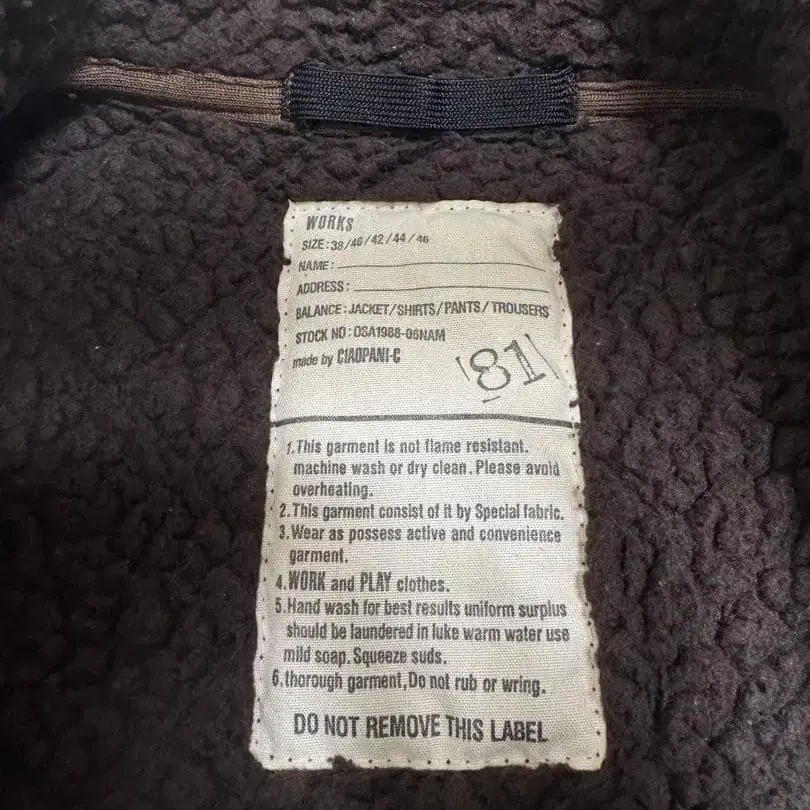 WORKS
SIZE:38/40/42/44/46
NAME:
ADDRESS:
BALANCE:JACKET/SHIRTS/PANTS/TROUSERS
STOCK NO:OSA1988-06NAM
made by CIAOPANI-C
81
1.This garment is not flame resistant.
machine wash or dry clean.Please avoid
overheating.
2.This garment consist of it by Special fabric.
3.Wear as possess active and convenience
garment.
4.WORK and PLAY clothes.
5.Hand wash for best results uniform surplus
should be laundered in luke warm water use
mild soap.Squeeze suds.
6.thorough garment,Do not rub or wring.
DO NOT REMOVE THIS LABEL